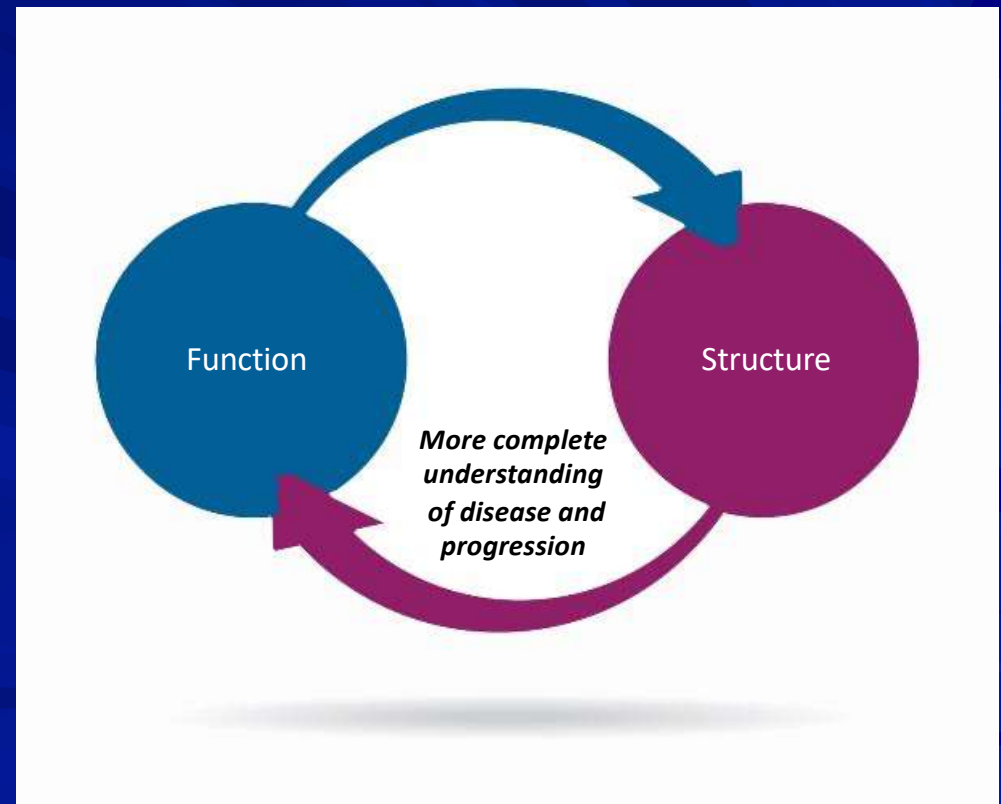 Function
Structure
More complete
understanding
of disease and
progression